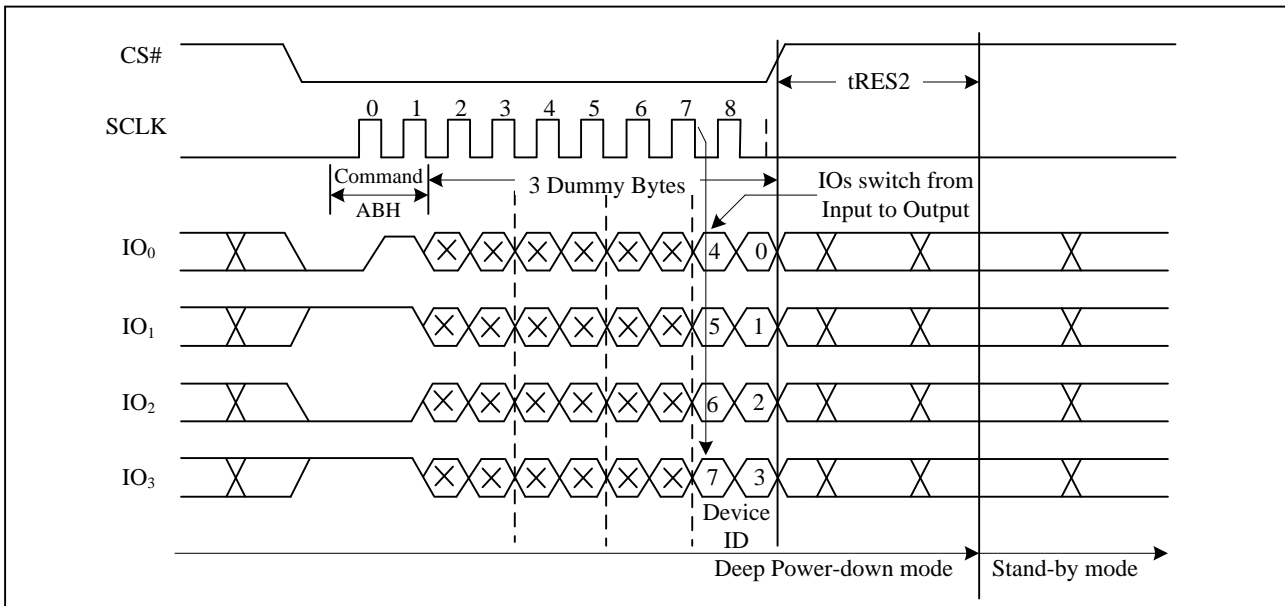 CS#
tRES2
0 1 2 3 4 5 6 7 8
SCLK
Command
ABH
3 Dummy Bytes
IOs switch from
Input to Output
IO₀
4 0
IO₁
5 1
IO₂
6 2
IO₃
7 3
Device
ID
Deep Power-down mode
Stand-by mode